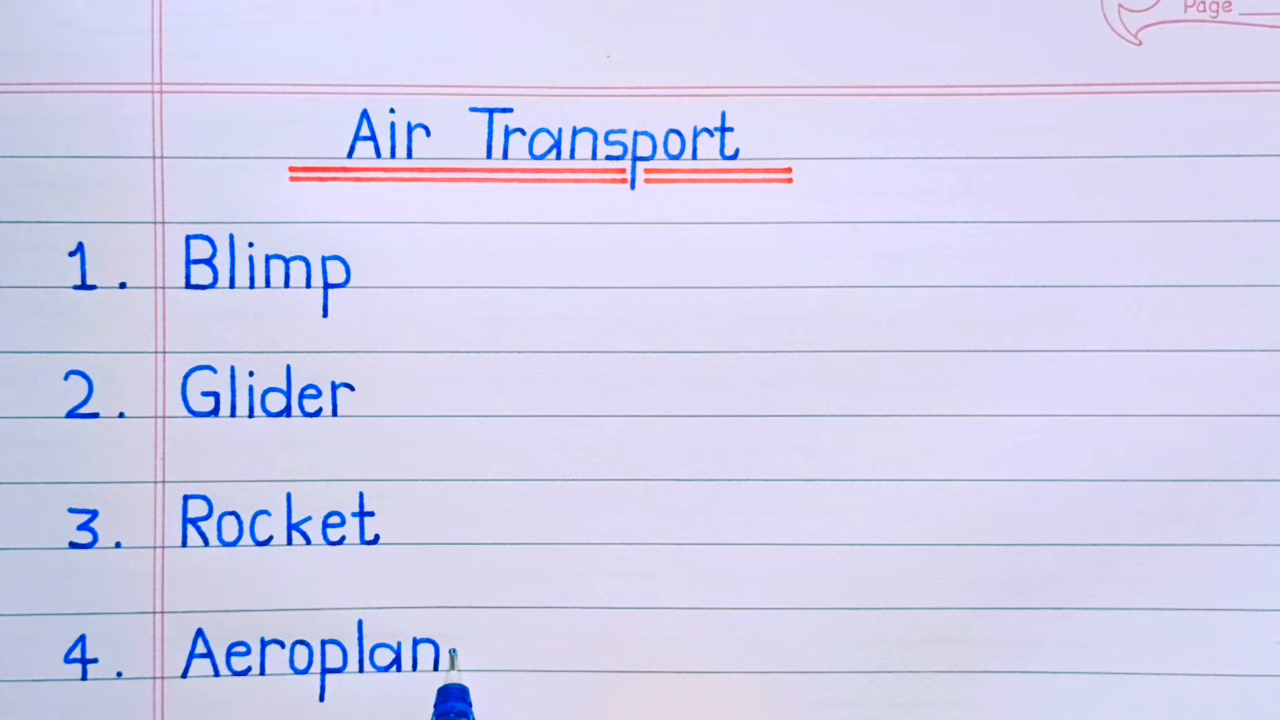 Page
Air Transport
1. Blimp
2. Glider
3. Rocket
4. Aeroplan